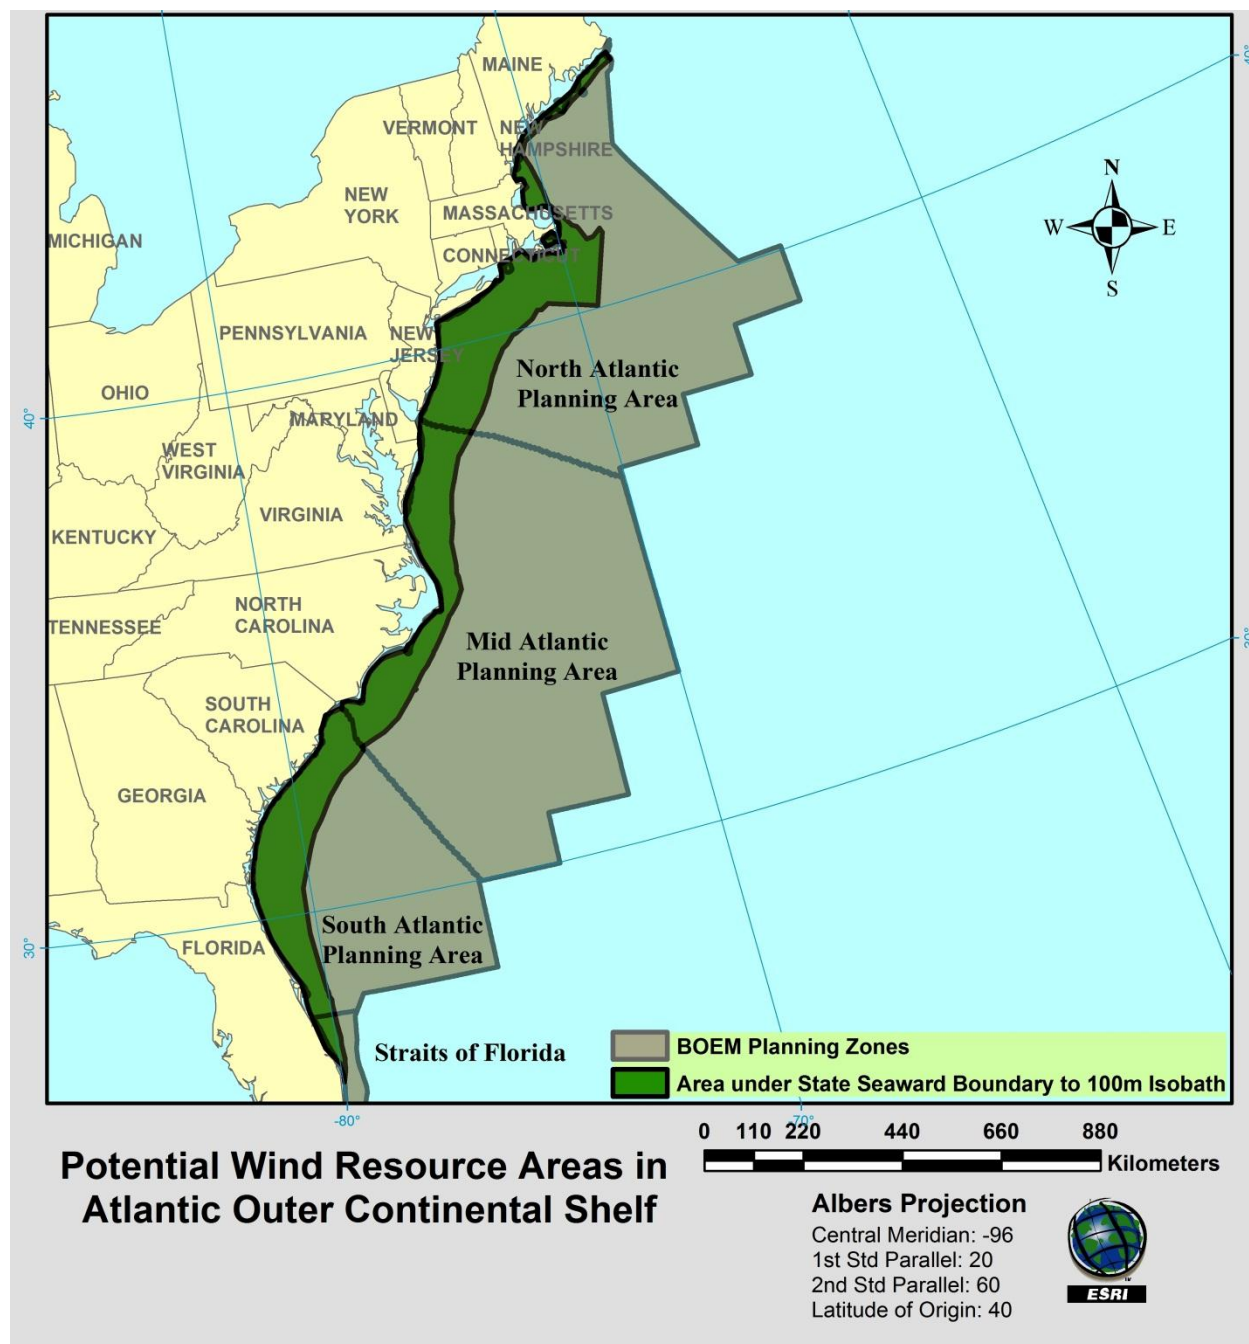 MAINE
VERMONT
NEW
HAMPSHIRE
NEW
YORK
MASSACHUSETTS
CONNECTICUT
MICHIGAN
PENNSYLVANIA
NEW
JERSEY
OHIO
MARYLAND
WEST
VIRGINIA
VIRGINIA
KENTUCKY
NORTH
CAROLINA
TENNESSEE
SOUTH
CAROLINA
GEORGIA
FLORIDA
N
W
E
S
40°
40°
30°
30°
-80°
-70°
North Atlantic
Planning Area
Mid Atlantic
Planning Area
South Atlantic
Planning Area
Straits of Florida
BOEM Planning Zones
Area under State Seaward Boundary to 100m Isobath
0 110 220 440 660 880
Kilometers
Potential Wind Resource Areas in
Atlantic Outer Continental Shelf
Albers Projection
Central Meridian: -96
1st Std Parallel: 20
2nd Std Parallel: 60
Latitude of Origin: 40
ESRI